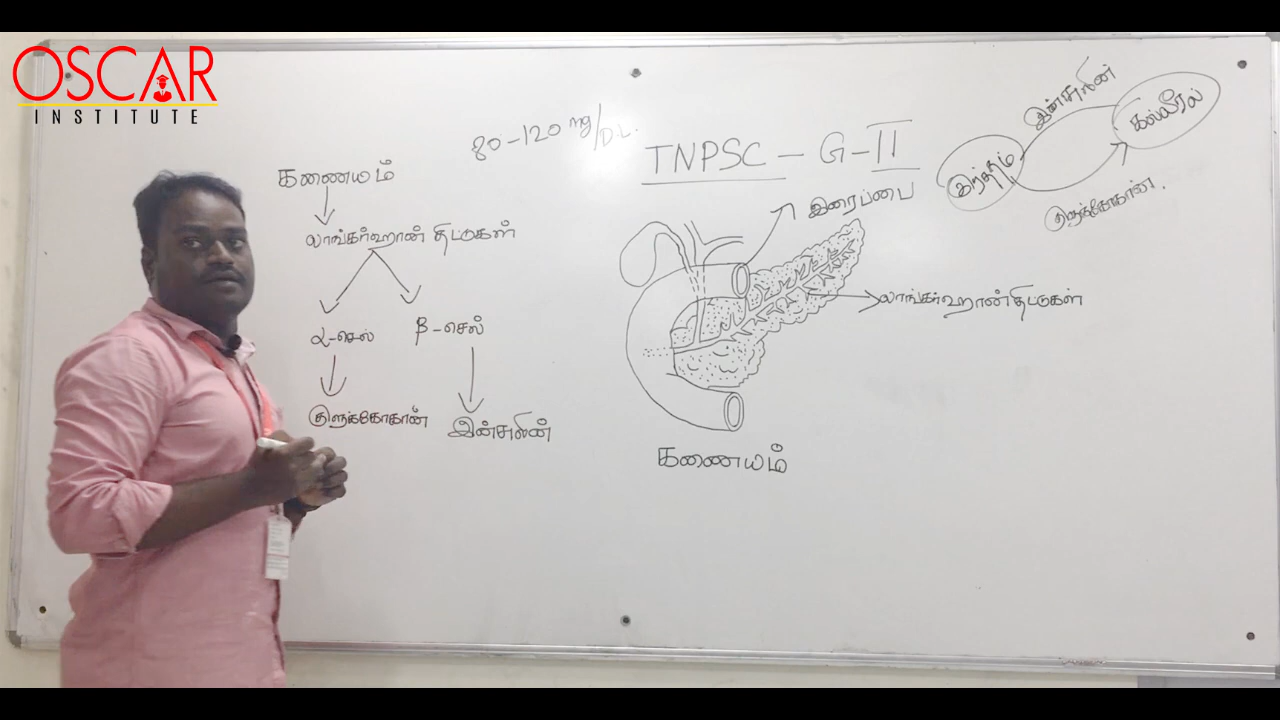 OSCAR
INSTITUTE
80-120 mg/DL.
TNPSC - G-II
கணையம்
லாங்கர்ஹான் திட்டுகள்
α-செல்
β-செல்
குளுக்கோகான்
இன்சுலின்
இரைப்பை
லாங்கர்ஹான்திட்டுகள்
கணையம்
இன்சுலின்
கல்லீரல்
இரத்தம்
குளுக்கோகான்.